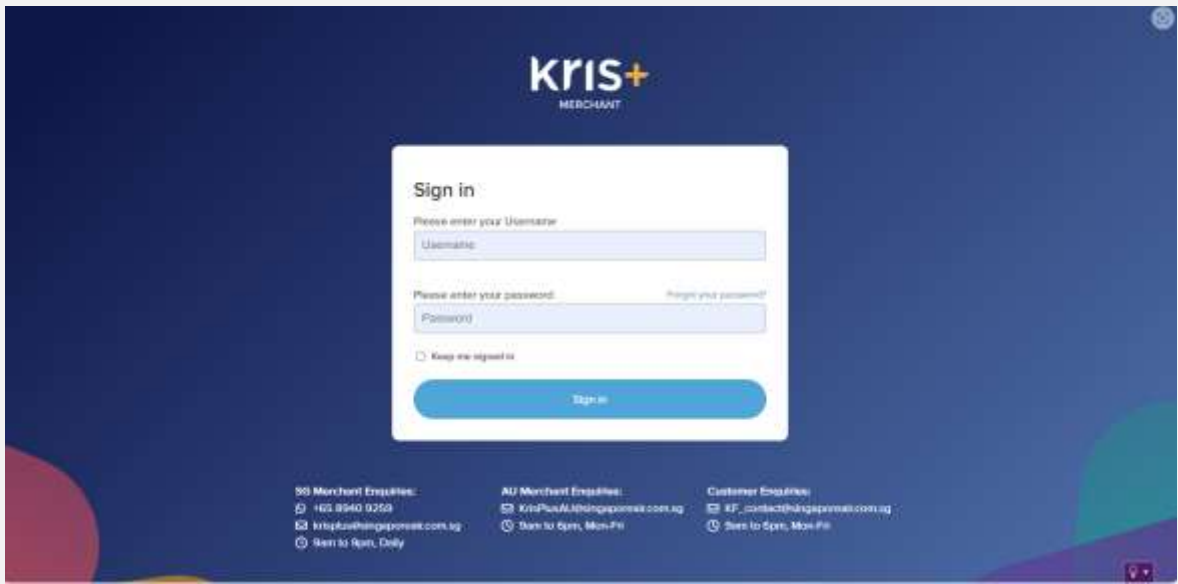 Kris+
MERCHANT
Sign in
Please enter your Username
Username
Please enter your password
Forgot your password?
Password
Keep me signed in
Sign in
SG Merchant Enquiries:
+65 8940 9259
krisplus@singaporeair.com.sg
9am to 9pm, Daily
AU Merchant Enquiries:
KrisPlusAU@singaporeair.com.sg
9am to 6pm, Mon-Fri
Customer Enquiries:
KF_contact@singaporeair.com.sg
9am to 6pm, Mon-Fri